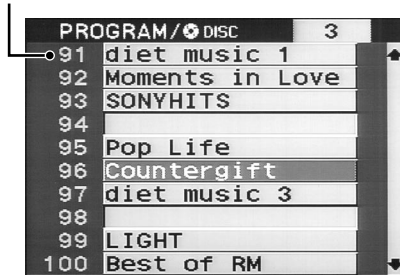 PROGRAM/ DISC 3
91 diet music 1
92 Moments in Love
93 SONYHITS
94
95 Pop Life
96 Countergift
97 diet music 3
98
99 LIGHT
100 Best of RM